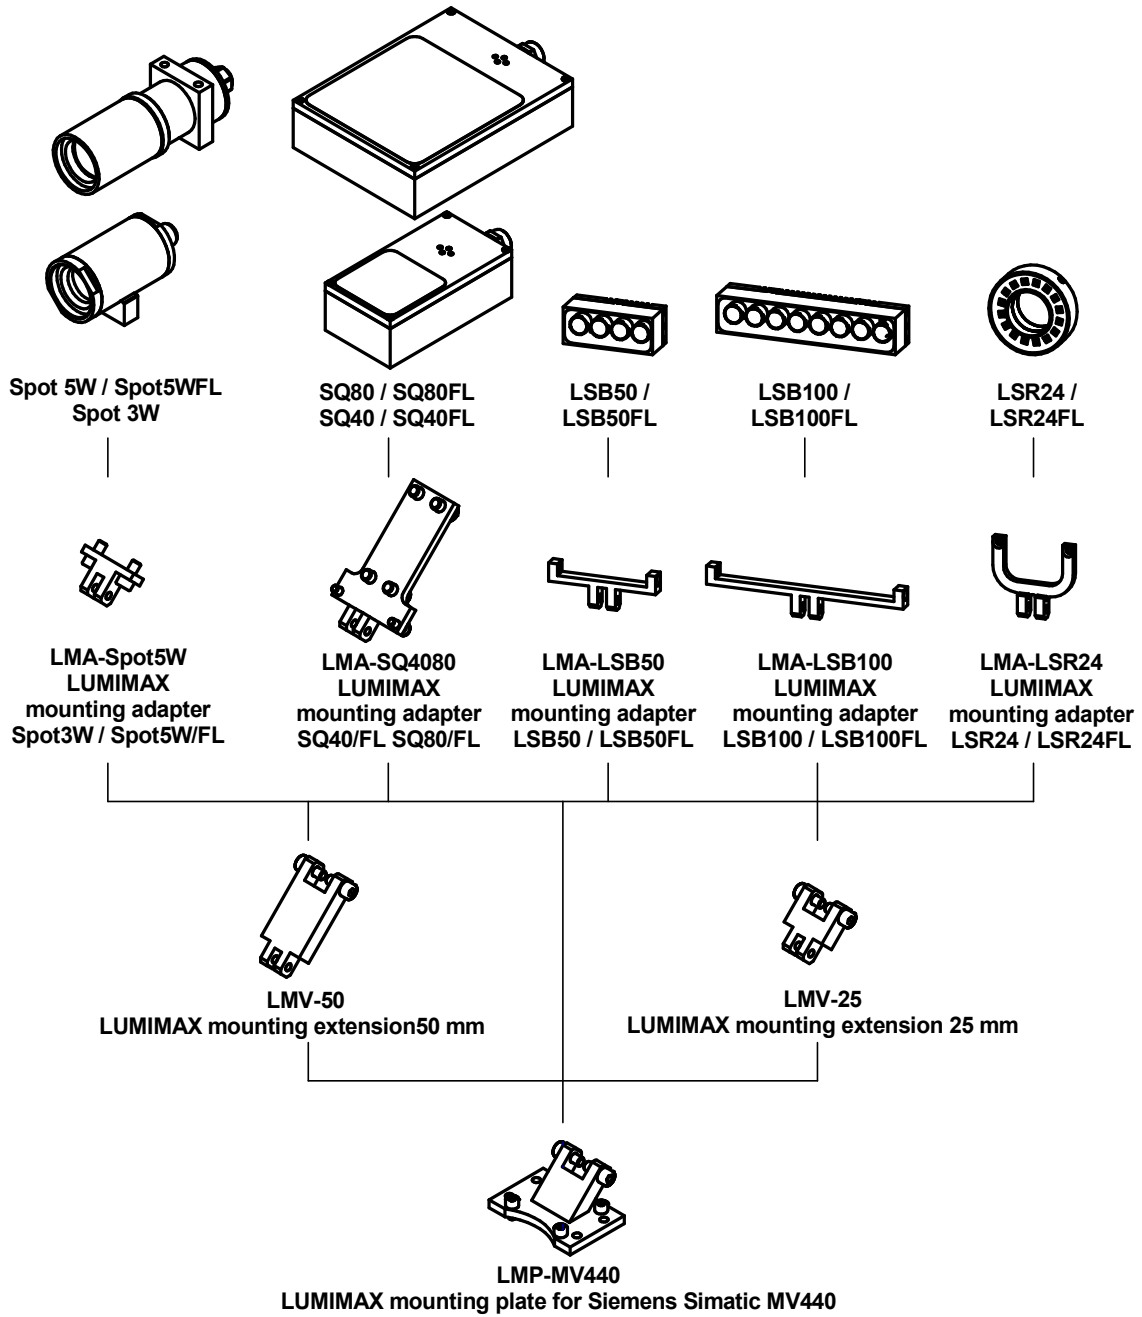 Spot 5W / Spot5WFL
Spot 3W
SQ80 / SQ80FL
SQ40 / SQ40FL
LSB50 /
LSB50FL
LSB100 /
LSB100FL
LSR24 /
LSR24FL
LMA-Spot5W
LUMIMAX
mounting adapter
Spot3W / Spot5W/FL
LMA-SQ4080
LUMIMAX
mounting adapter
SQ40/FL SQ80/FL
LMA-LSB50
LUMIMAX
mounting adapter
LSB50 / LSB50FL
LMA-LSB100
LUMIMAX
mounting adapter
LSB100 / LSB100FL
LMA-LSR24
LUMIMAX
mounting adapter
LSR24 / LSR24FL
LMV-50
LUMIMAX mounting extension50 mm
LMV-25
LUMIMAX mounting extension 25 mm
LMP-MV440
LUMIMAX mounting plate for Siemens Simatic MV440